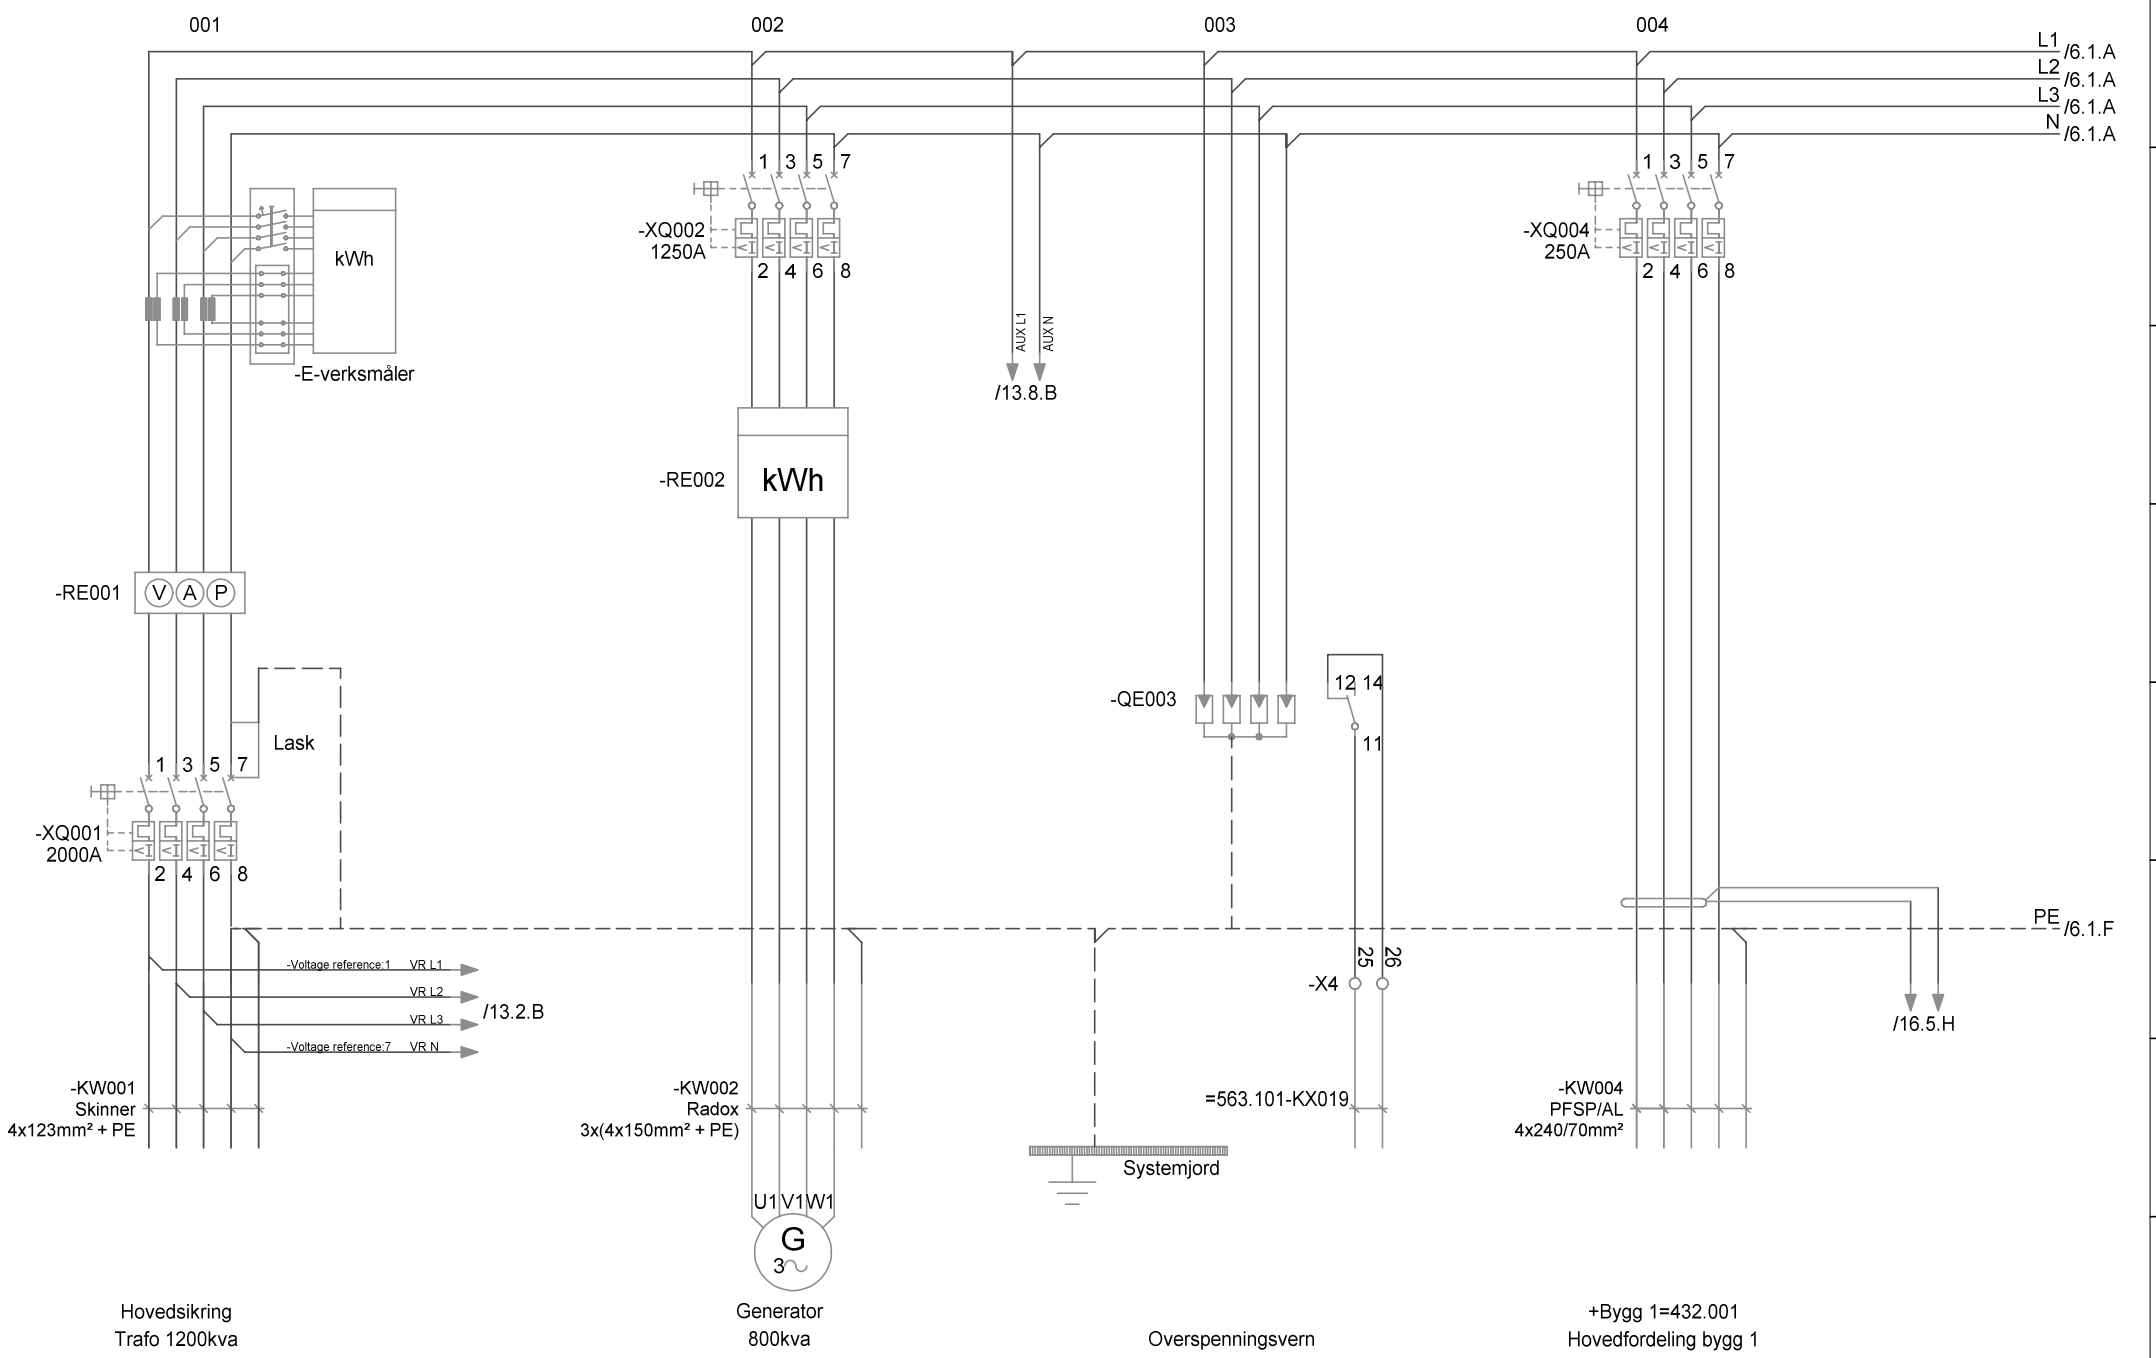 001
002
003
004
L1 /6.1.A
L2 /6.1.A
L3 /6.1.A
N /6.1.A
1 3 5 7
1 3 5 7
-XQ002
1250A
2 4 6 8
-XQ004
250A
2 4 6 8
kWh
-E-verksmåler
AUX L1
AUX N
/13.8.B
-RE002
kWh
-RE001
V A P
-QE003
12 14
11
Lask
1 3 5 7
-XQ001
2000A
2 4 6 8
PE /6.1.F
-Voltage reference:1 VR L1
VR L2
/13.2.B
VR L3
-Voltage reference:7 VR N
25
26
-X4
/16.5.H
-KW001
Skinner
4x123mm² + PE
-KW002
Radox
3x(4x150mm² + PE)
=563.101-KX019
-KW004
PFSP/AL
4x240/70mm²
Systemjord
U1 V1 W1
G
3
Hovedsikring
Trafo 1200kva
Generator
800kva
Overspenningsvern
+Bygg 1=432.001
Hovedfordeling bygg 1